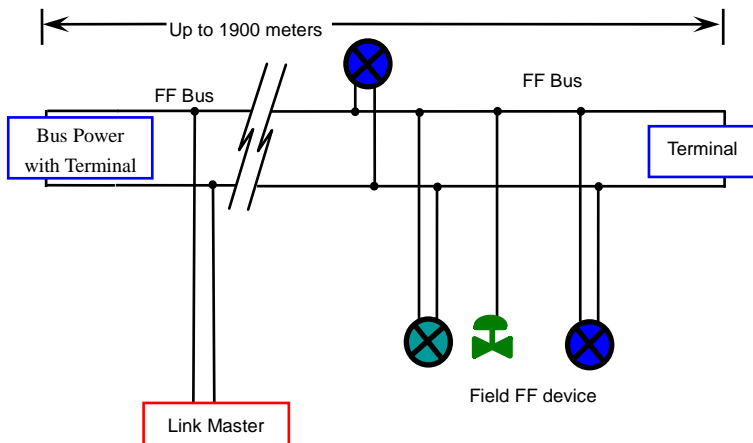 Up to 1900 meters
FF Bus
FF Bus
Bus Power
with Terminal
Terminal
Field FF device
Link Master